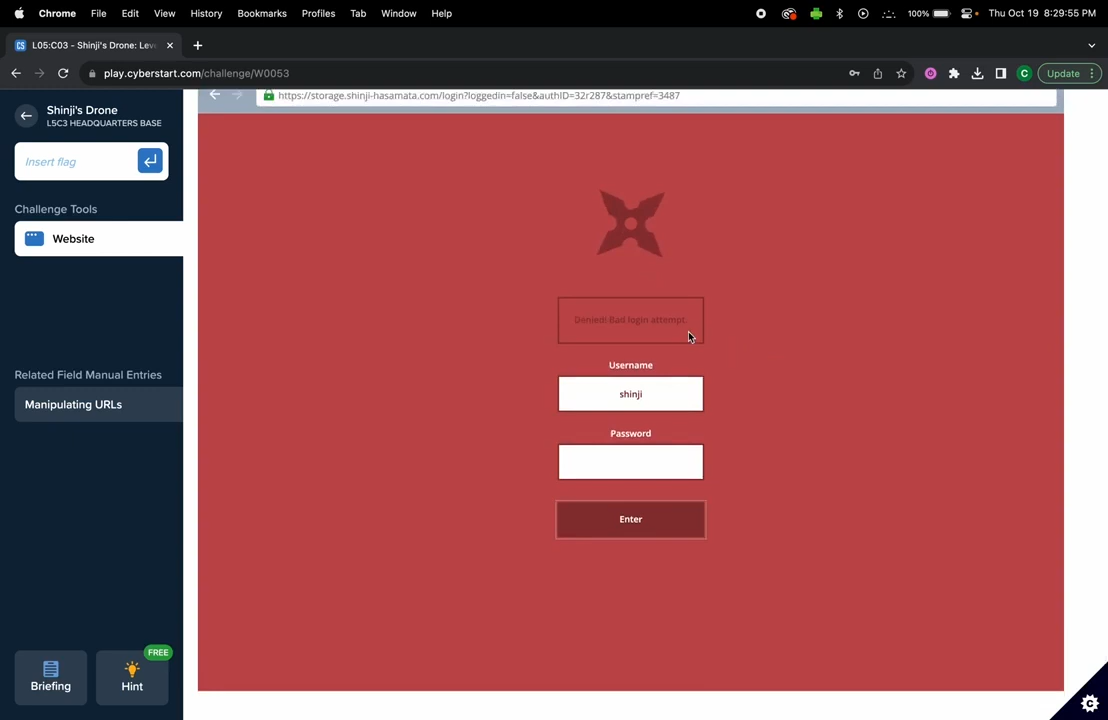 Chrome File Edit View History Bookmarks Profiles Tab Window Help 100% Thu Oct 19 8:29:55 PM
CS L05:C03 - Shinji's Drone: Leve
play.cyberstart.com/challenge/W0053 C Update
https://storage.shinji-hasamata.com/login?loggedin=false&authID=32r287&stampref=3487
Shinji's Drone
L5C3 HEADQUARTERS BASE
Insert flag
Challenge Tools
Website
Related Field Manual Entries
Manipulating URLs
Denied! Bad login attempt.
Username
shinji
Password
Enter
FREE
Briefing
Hint